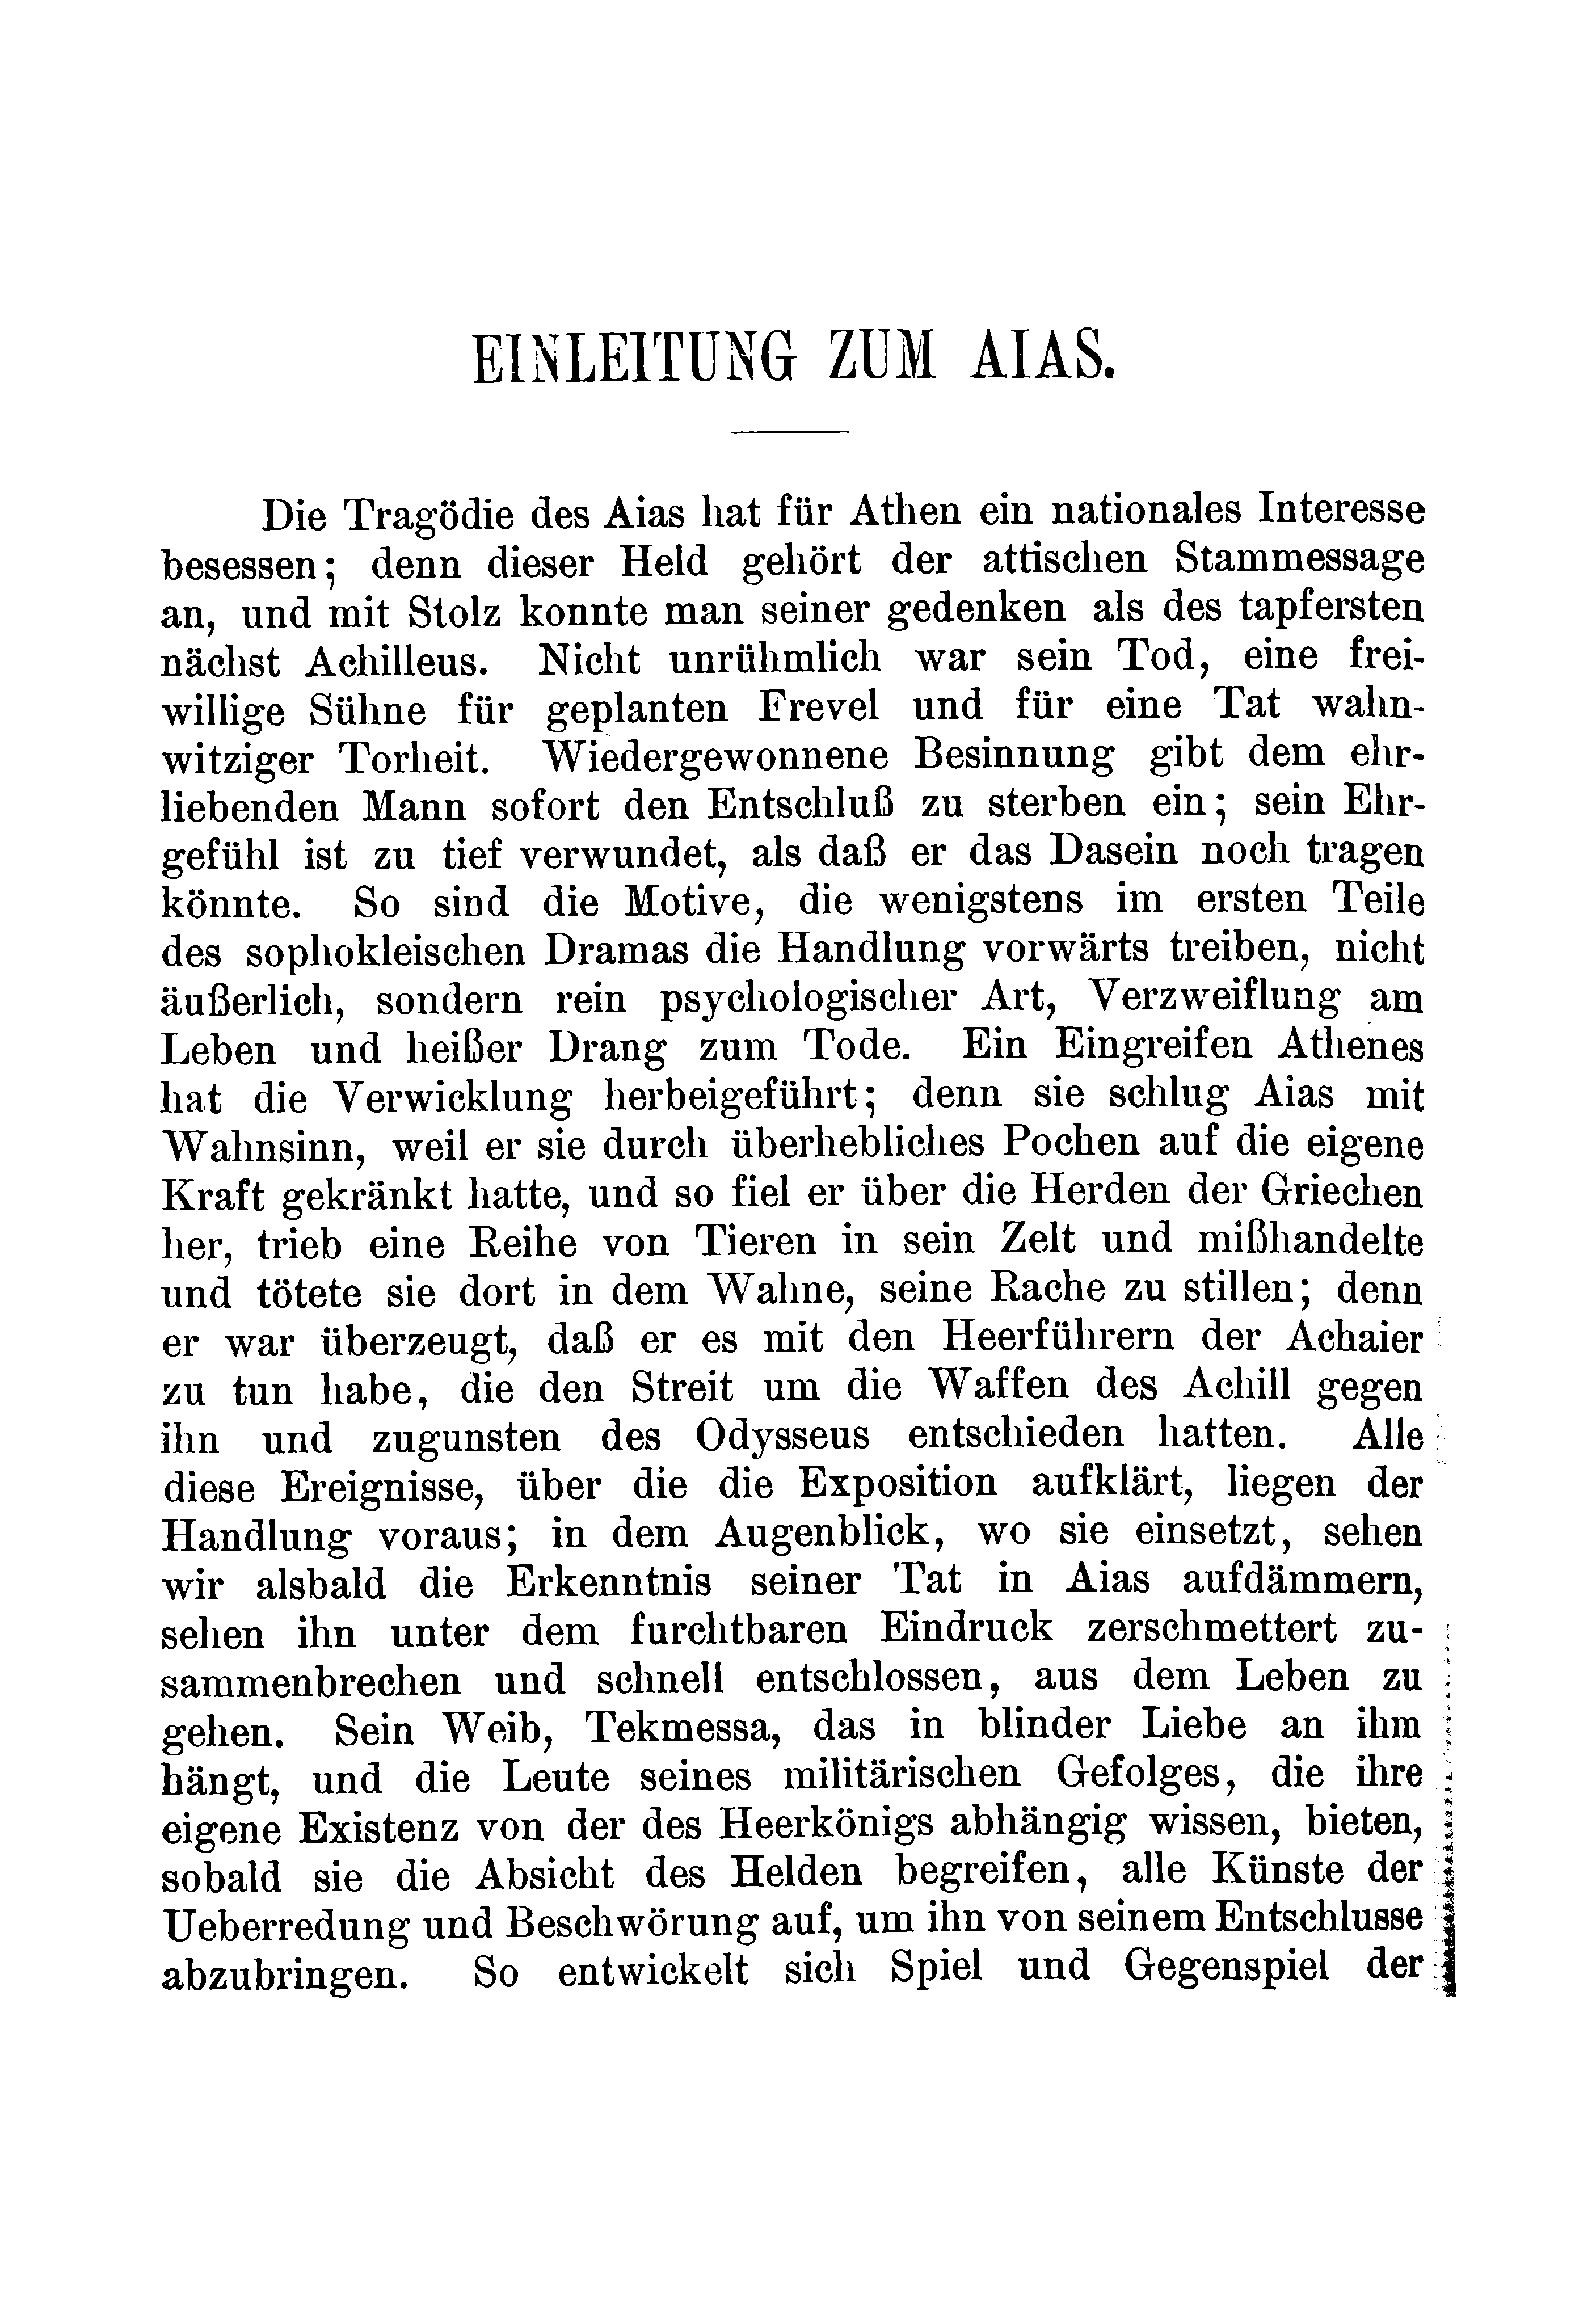 EINLEITUNG ZUM AIAS.
Die Tragödie des Aias hat für Athen ein nationales Interesse
besessen; denn dieser Held gehört der attischen Stammessage
an, und mit Stolz konnte man seiner gedenken als des tapfersten
nächst Achilleus. Nicht unrühmlich war sein Tod, eine frei-
willige Sühne für geplanten Frevel und für eine Tat wahn-
witziger Torheit. Wiedergewonnene Besinnung gibt dem ehr-
liebenden Mann sofort den Entschluß zu sterben ein; sein Ehr-
gefühl ist zu tief verwundet, als daß er das Dasein noch tragen
könnte. So sind die Motive, die wenigstens im ersten Teile
des sophokleischen Dramas die Handlung vorwärts treiben, nicht
äußerlich, sondern rein psychologischer Art, Verzweiflung am
Leben und heißer Drang zum Tode. Ein Eingreifen Athenes
hat die Verwicklung herbeigeführt; denn sie schlug Aias mit
Wahnsinn, weil er sie durch überhebliches Pochen auf die eigene
Kraft gekränkt hatte, und so fiel er über die Herden der Griechen
her, trieb eine Reihe von Tieren in sein Zelt und mißhandelte
und tötete sie dort in dem Wahne, seine Rache zu stillen; denn
er war überzeugt, daß er es mit den Heerführern der Achaier
zu tun habe, die den Streit um die Waffen des Achill gegen
ihn und zugunsten des Odysseus entschieden hatten. Alle
diese Ereignisse, über die die Exposition aufklärt, liegen der
Handlung voraus; in dem Augenblick, wo sie einsetzt, sehen
wir alsbald die Erkenntnis seiner Tat in Aias aufdämmern,
sehen ihn unter dem furchtbaren Eindruck zerschmettert zu-
sammenbrechen und schnell entschlossen, aus dem Leben zu
gehen. Sein Weib, Tekmessa, das in blinder Liebe an ihm
hängt, und die Leute seines militärischen Gefolges, die ihre
eigene Existenz von der des Heerkönigs abhängig wissen, bieten,
sobald sie die Absicht des Helden begreifen, alle Künste der
Ueberredung und Beschwörung auf, um ihn von seinem Entschlusse
abzubringen. So entwickelt sich Spiel und Gegenspiel der